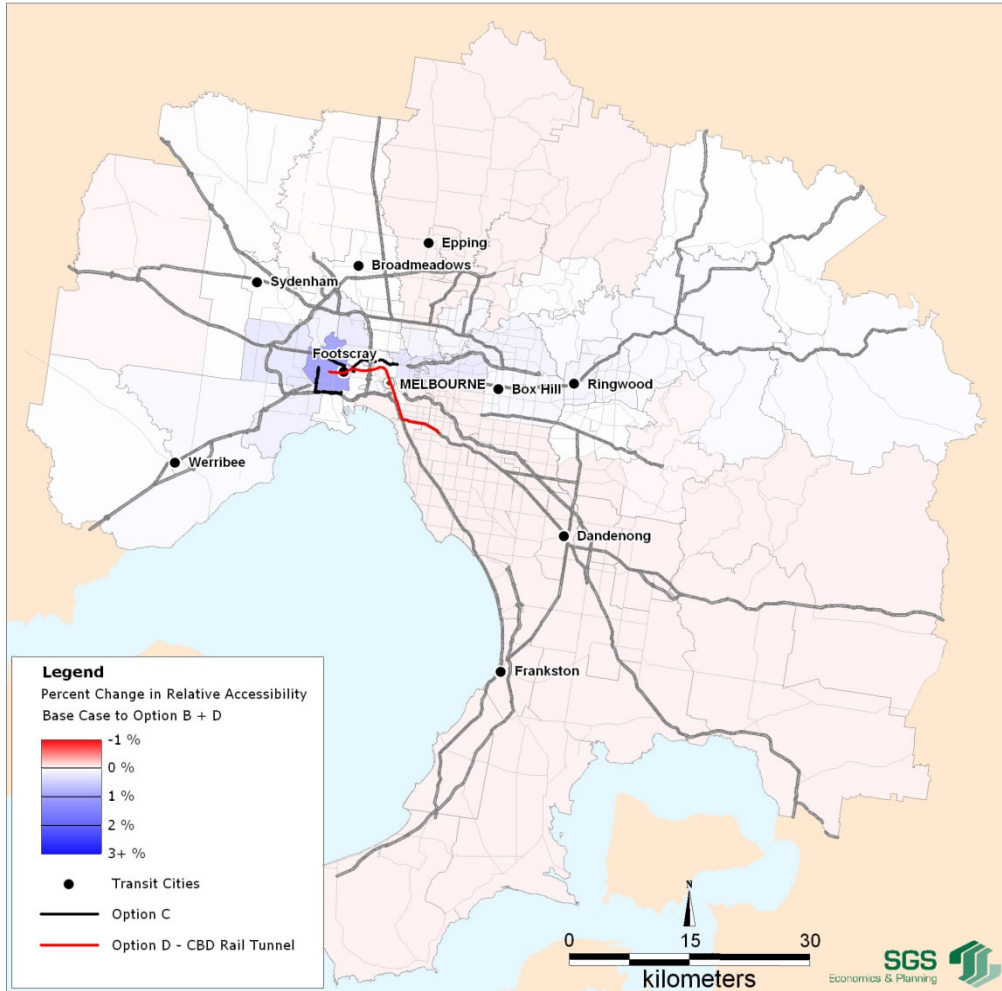 Epping
Broadmeadows
Sydenham
Footscray
MELBOURNE
Box Hill
Ringwood
Werribee
Dandenong
Frankston
Legend
Percent Change in Relative Accessibility
Base Case to Option B + D
-1 %
0 %
1 %
2 %
3+ %
Transit Cities
Option C
Option D - CBD Rail Tunnel
N
0 15 30
kilometers
SGS
Economics & Planning